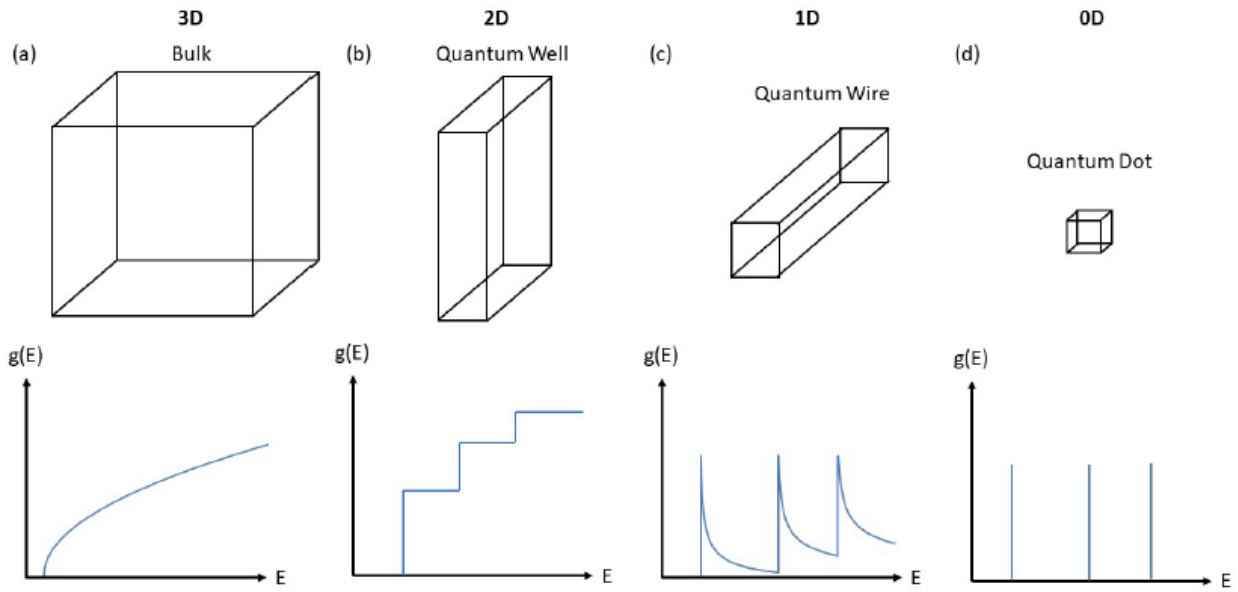 3D
2D
1D
0D
(a)
Bulk
(b)
Quantum Well
(c)
Quantum Wire
(d)
Quantum Dot
g(E)
E
g(E)
E
g(E)
E
g(E)
E